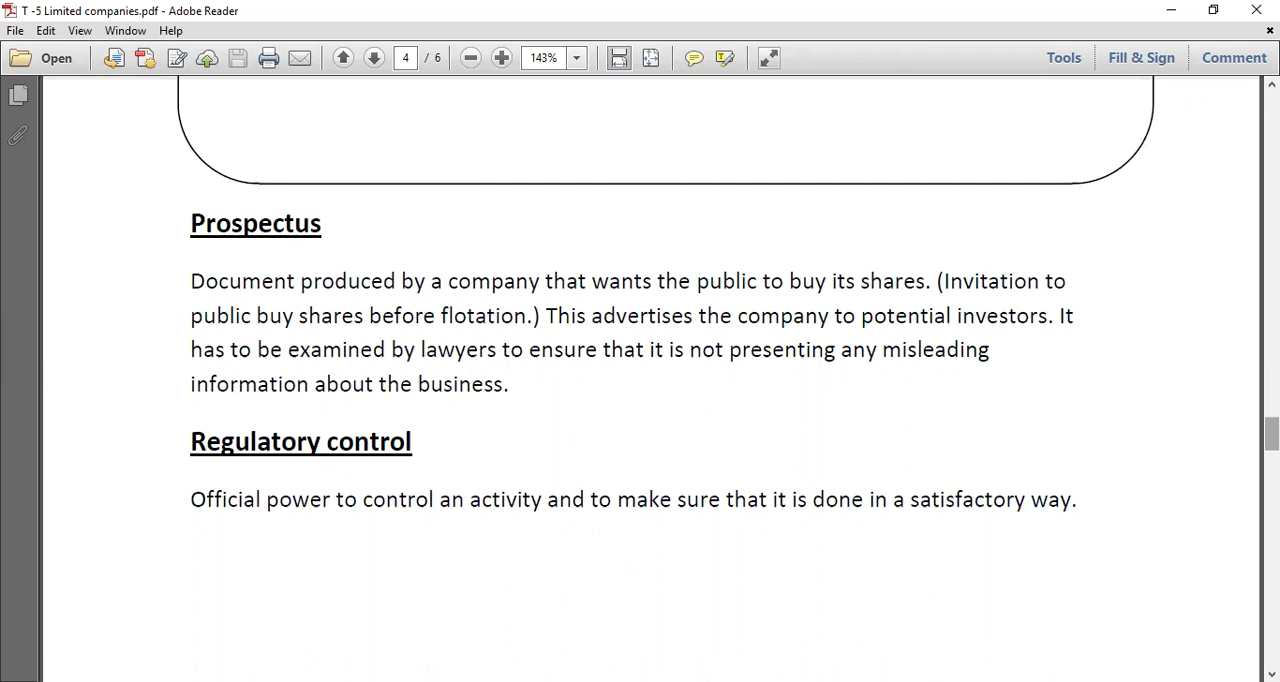 T -5 Limited companies.pdf - Adobe Reader
File Edit View Window Help
Open 4 / 6 143% Tools Fill & Sign Comment
Prospectus
Document produced by a company that wants the public to buy its shares. (Invitation to
public buy shares before flotation.) This advertises the company to potential investors. It
has to be examined by lawyers to ensure that it is not presenting any misleading
information about the business.
Regulatory control
Official power to control an activity and to make sure that it is done in a satisfactory way.